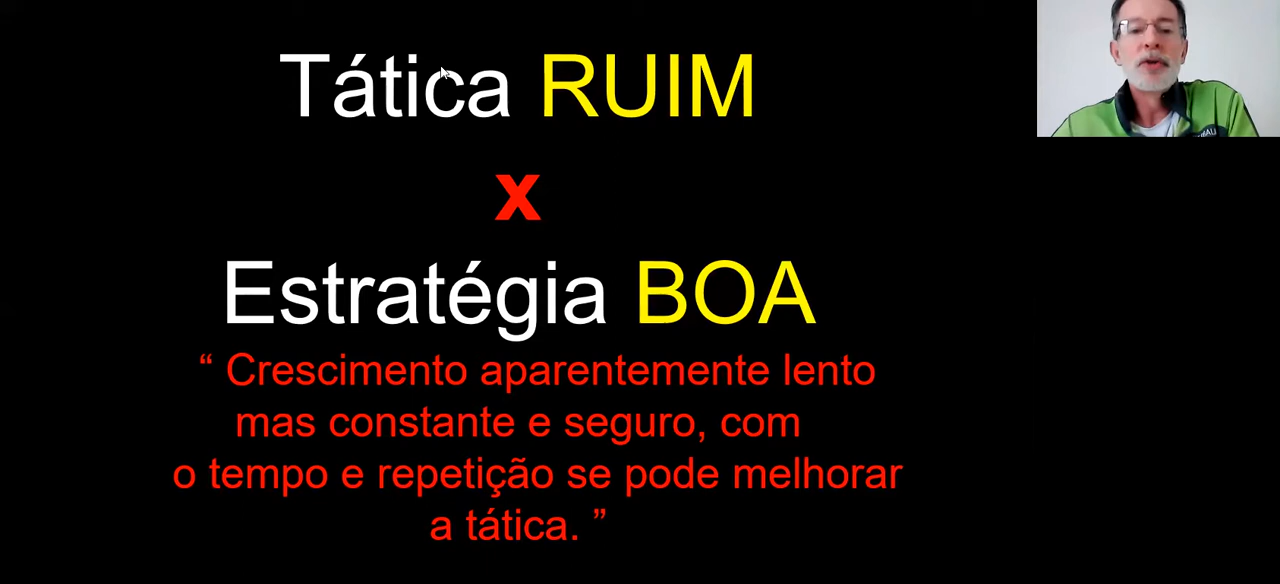 Tática RUIM
x
Estratégia BOA
“ Crescimento aparentemente lento
mas constante e seguro, com
o tempo e repetição se pode melhorar
a tática. ”